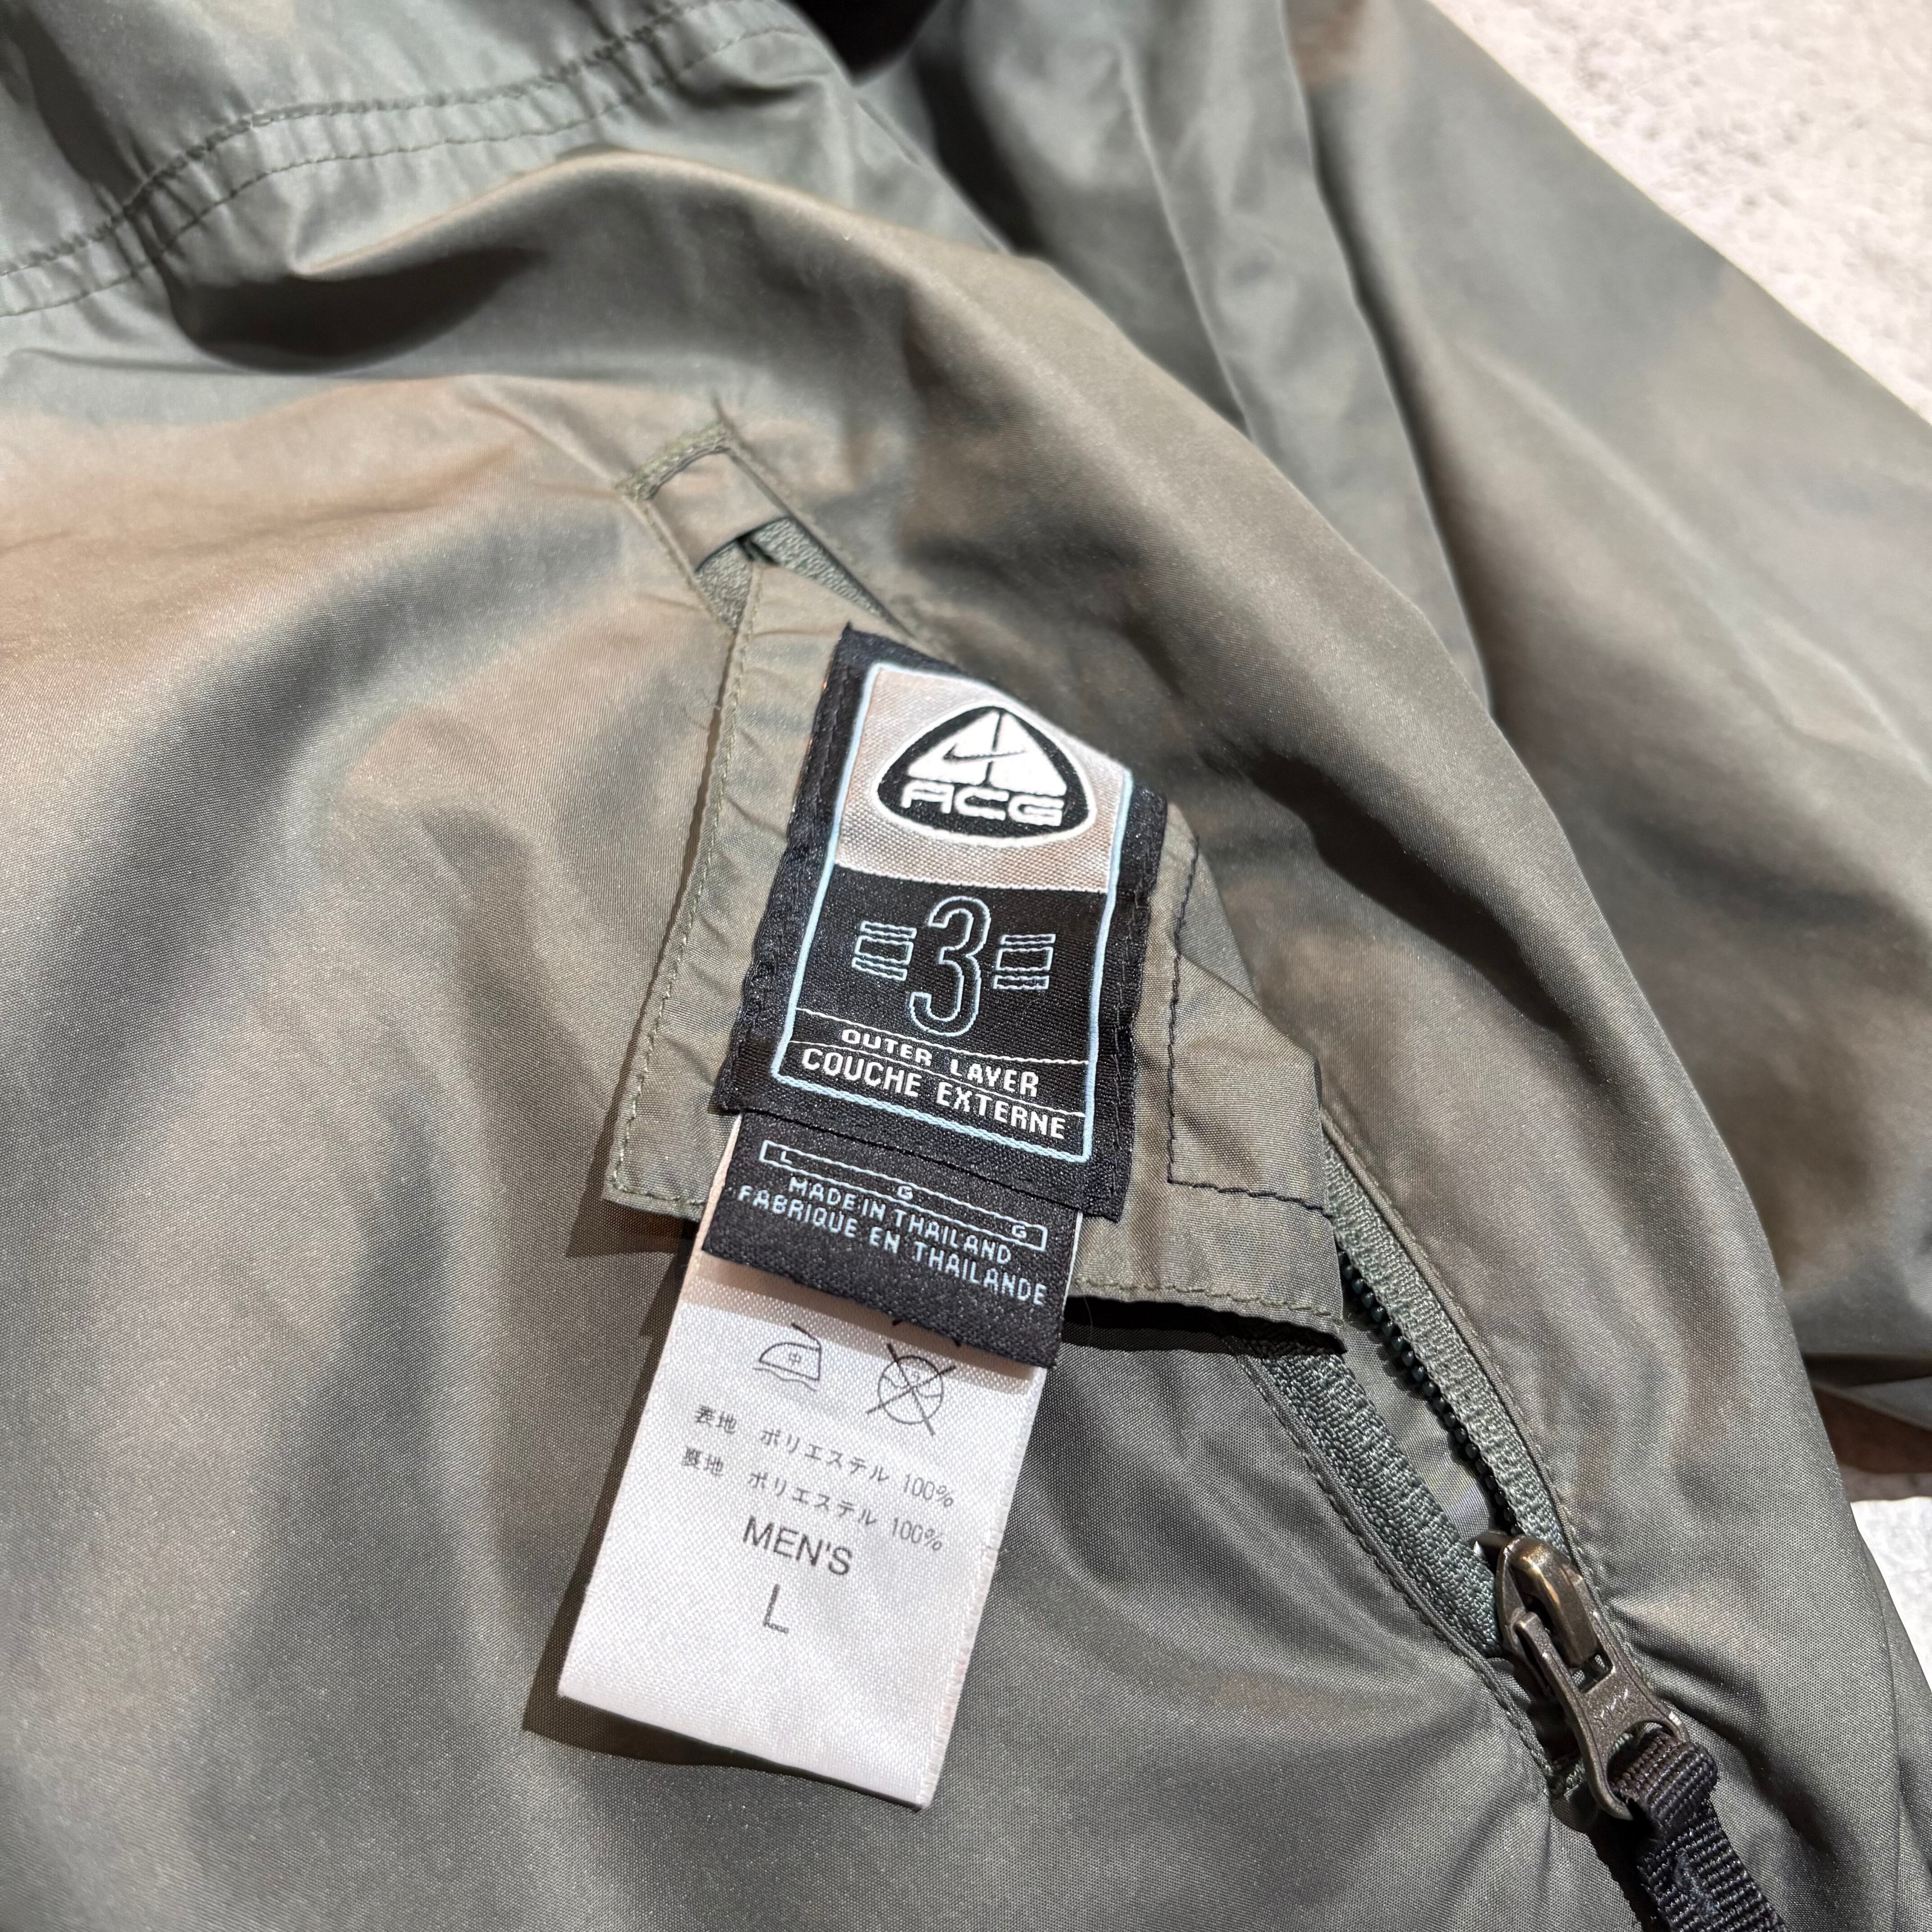 ACG
3
OUTER LAYER
COUCHE EXTERNE
L G G
MADE IN THAILAND
FABRIQUE EN THAILANDE
中
表地 ポリエステル 100%
裏地 ポリエステル 100%
MEN'S
L